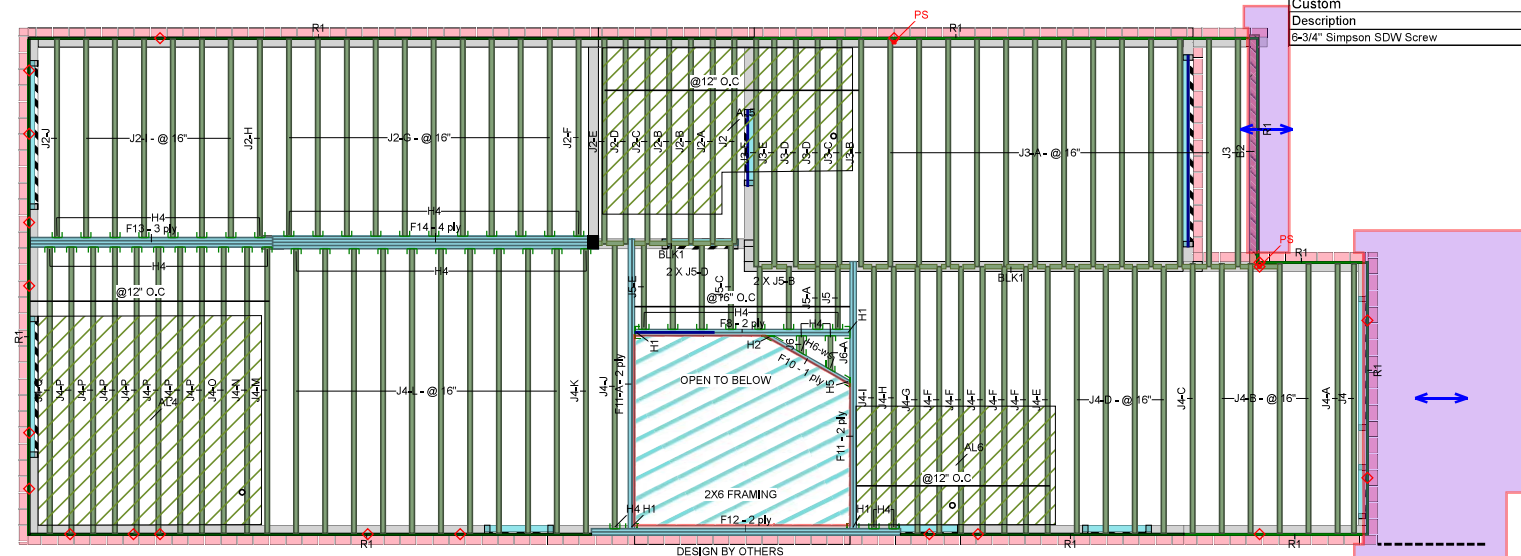 Custom
Description
6-3/4" Simpson SDW Screw
PS
R1
R1
@12" O.C
J2-J
J2-I - @ 16"
J2-H
J2-G - @ 16"
J2-F
J2-E
J2-D
J2-C
J2-B
J2-B
J2-A
J2
AL5
J3-E
J3-D
J3-D
J3-C
J3-B
J3-A - @ 16"
J3
B2
R1
H4
F13 - 3 ply
H4
F14 - 4 ply
PS
R1
H4
H4
BLK1
2 X J5-D
BLK1
2 X J5-B
@12" O.C
J5-E
J5-C
J5-A
J5
@16" O.C
H4
F8 - 2 ply
H4
H1
R1
H1
H2
J6
J6-A
F10 - 1 ply
H5
OPEN TO BELOW
R1
J4-P
J4-P
J4-P
J4-P
J4-P
J4-P
J4-O
J4-N
J4-M
AL4
J4-L - @ 16"
J4-K
J4-J
F11-A - 2 ply
J4-I
J4-H
J4-G
J4-F
J4-F
J4-F
J4-F
J4-E
J4-D - @ 16"
J4-C
J4-B - @ 16"
J4-A
J4
F11 - 2 ply
AL6
@12" O.C
2X6 FRAMING
H4
H1
F12 - 2 ply
H1
H4
R1
R1
R1
DESIGN BY OTHERS